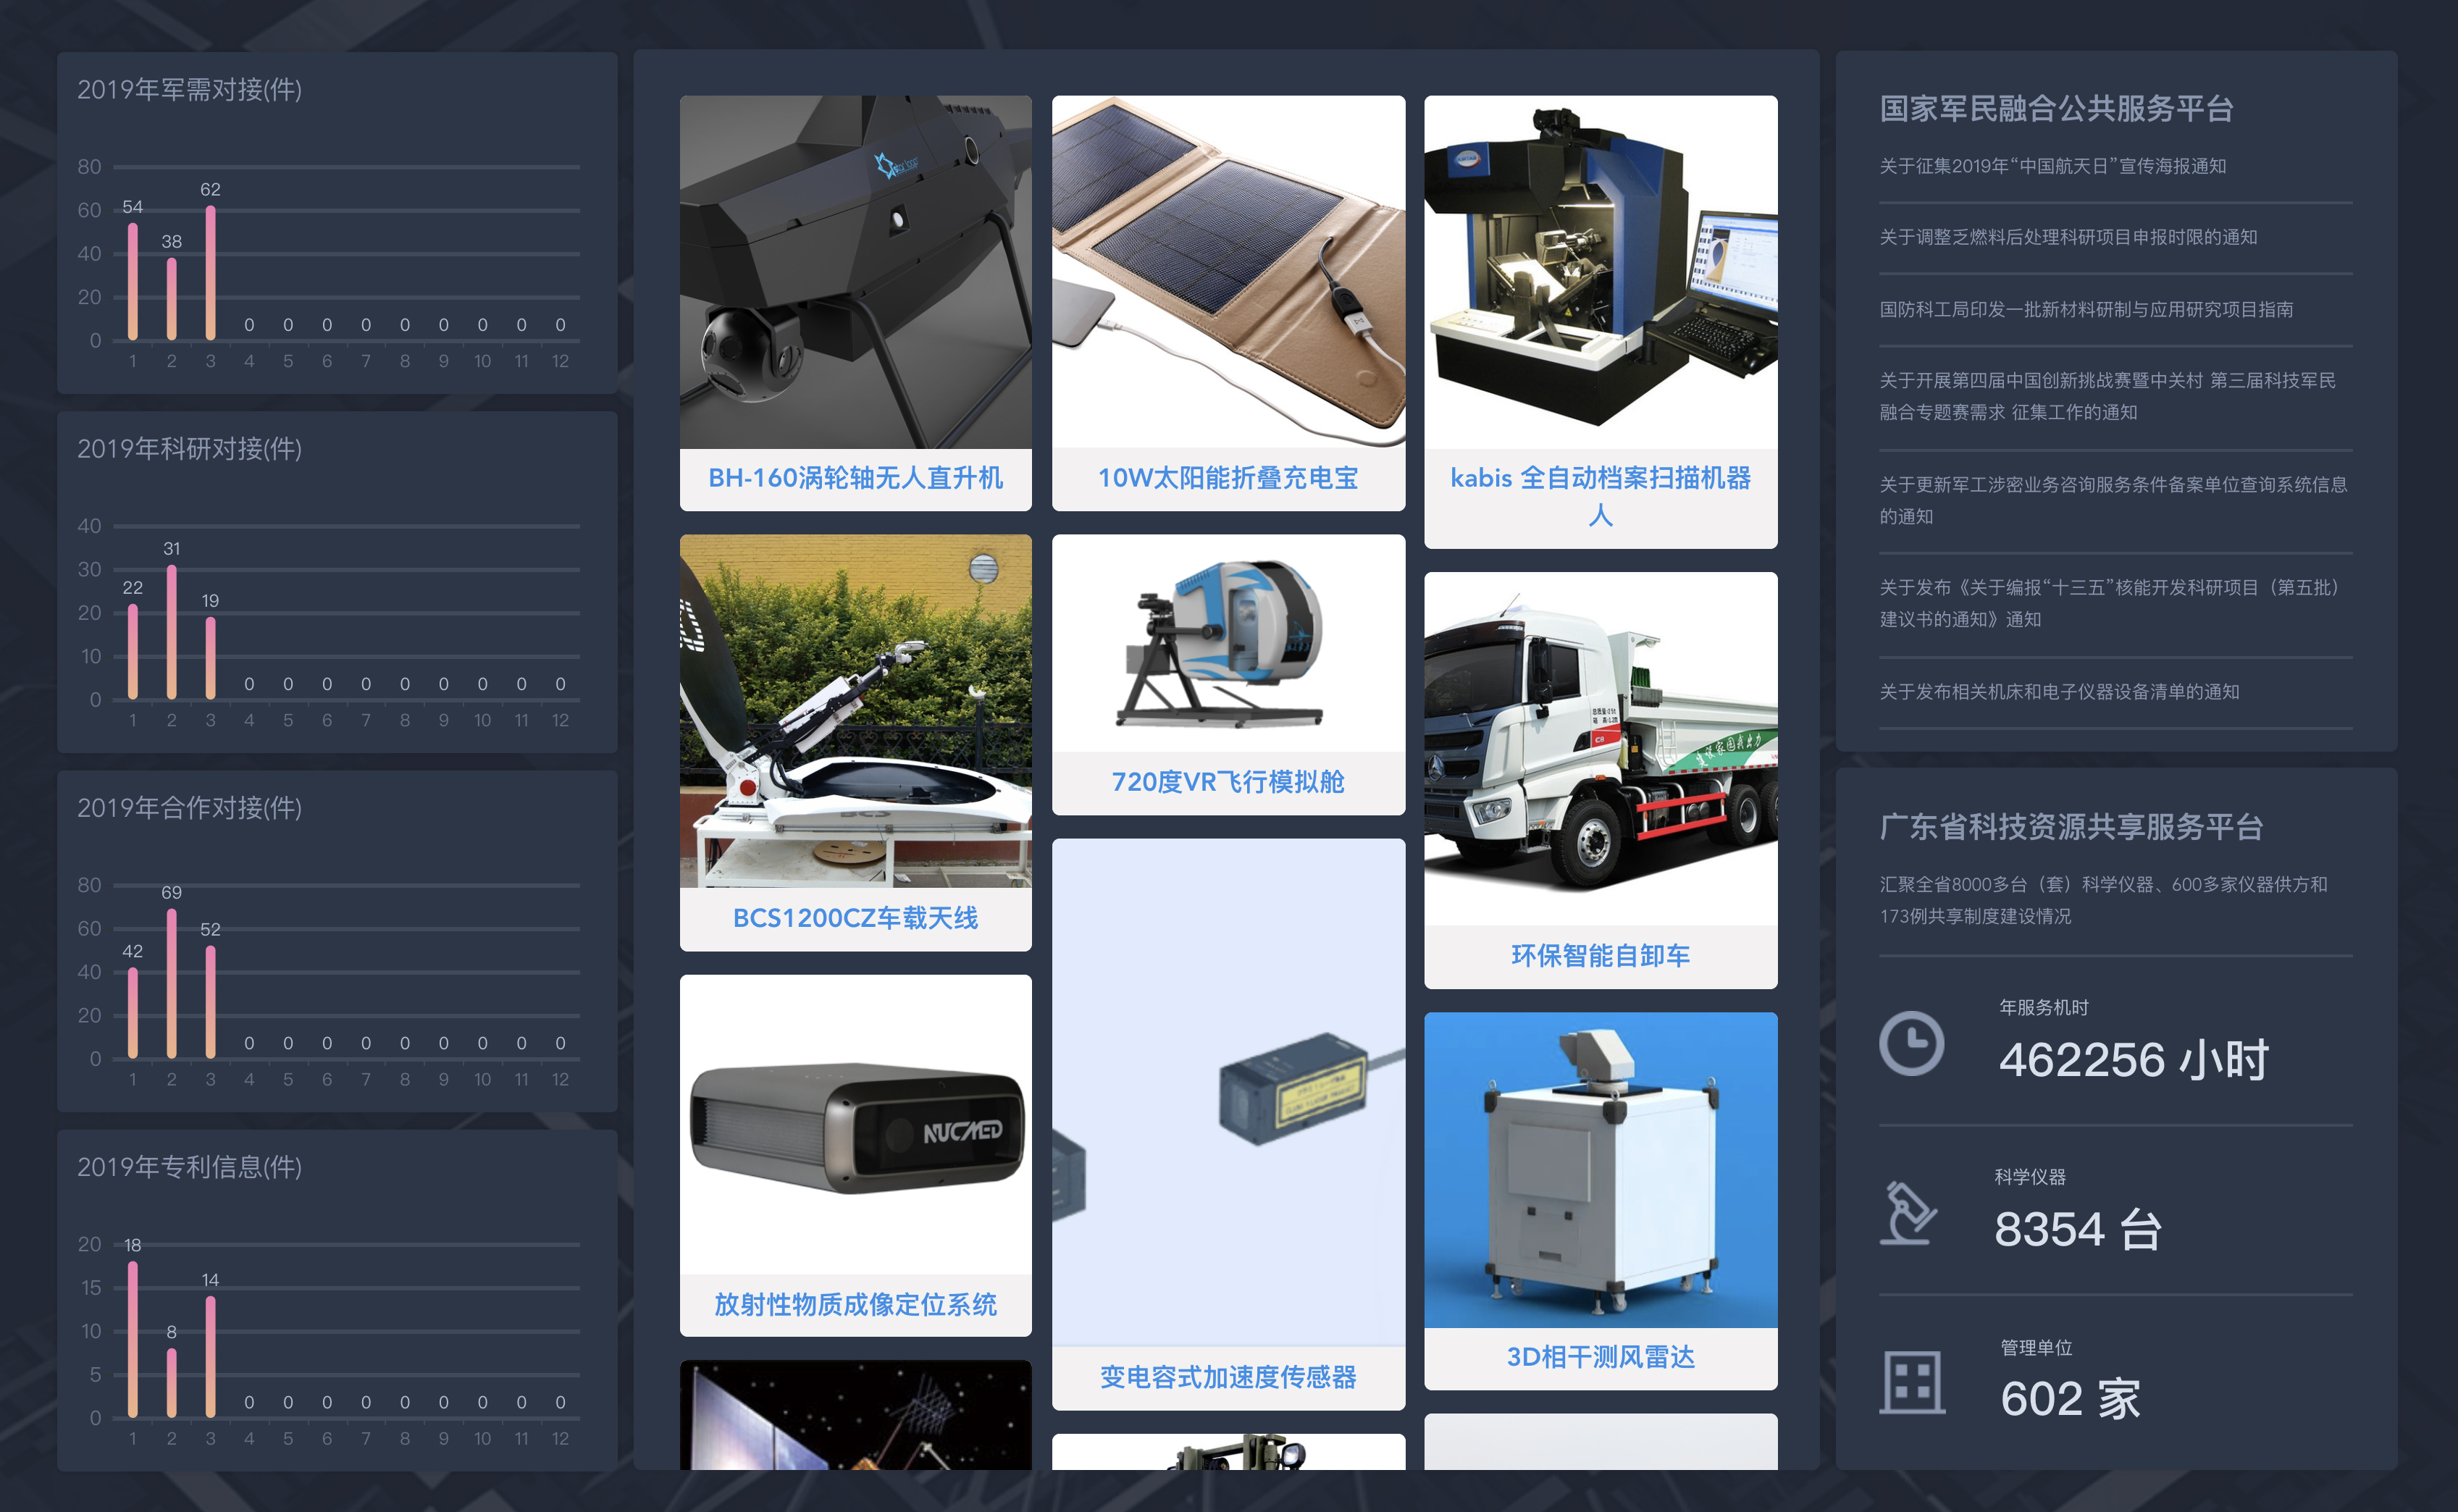 2019年军需对接(件)
80
60
40
20
0
54
38
62
0 0 0 0 0 0 0 0 0
1 2 3 4 5 6 7 8 9 10 11 12
2019年科研对接(件)
40
30
20
10
0
22
31
19
0 0 0 0 0 0 0 0 0
1 2 3 4 5 6 7 8 9 10 11 12
2019年合作对接(件)
80
60
40
20
0
42
69
52
0 0 0 0 0 0 0 0 0
1 2 3 4 5 6 7 8 9 10 11 12
2019年专利信息(件)
20
15
10
5
0
18
8
14
0 0 0 0 0 0 0 0 0
1 2 3 4 5 6 7 8 9 10 11 12
BH-160涡轮轴无人直升机
BCS
BCS1200CZ车载天线
NUCMED
放射性物质成像定位系统
10W太阳能折叠充电宝
720度VR飞行模拟舱
变电容式加速度传感器
kabis 全自动档案扫描机器
人
建设家园我出力
环保智能自卸车
3D相干测风雷达
国家军民融合公共服务平台
关于征集2019年“中国航天日”宣传海报通知
关于调整乏燃料后处理科研项目申报时限的通知
国防科工局印发一批新材料研制与应用研究项目指南
关于开展第四届中国创新挑战赛暨中关村 第三届科技军民
融合专题赛需求 征集工作的通知
关于更新军工涉密业务咨询服务条件备案单位查询系统信息
的通知
关于发布《关于编报“十三五”核能开发科研项目（第五批）
建议书的通知》通知
关于发布相关机床和电子仪器设备清单的通知
广东省科技资源共享服务平台
汇聚全省8000多台（套）科学仪器、600多家仪器供方和
173例共享制度建设情况
年服务机时
462256 小时
科学仪器
8354 台
管理单位
602 家